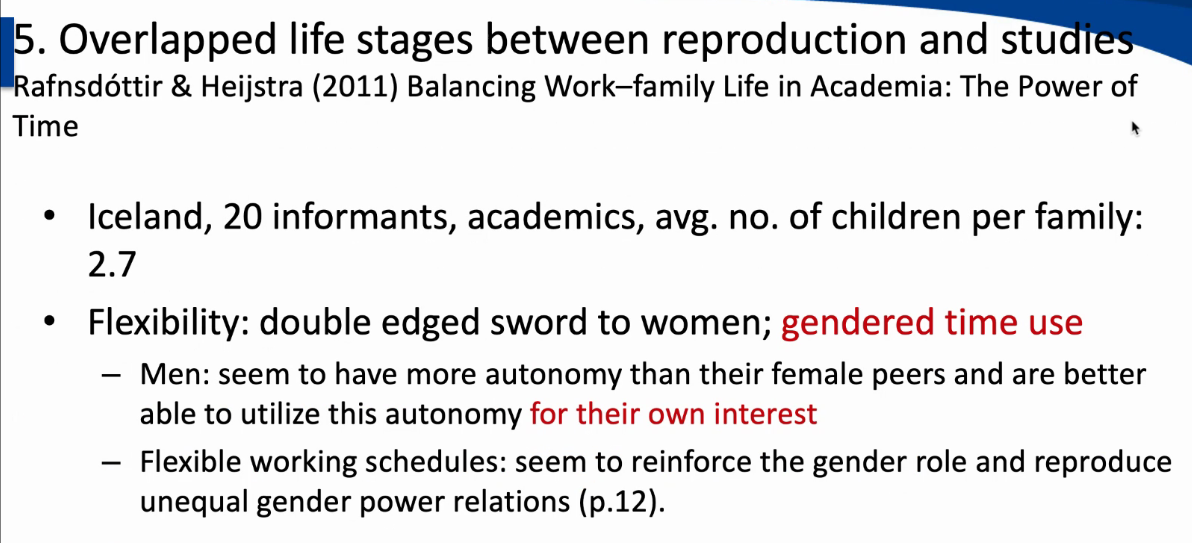 5. Overlapped life stages between reproduction and studies
Rafnsdóttir & Heijstra (2011) Balancing Work–family Life in Academia: The Power of
Time
• Iceland, 20 informants, academics, avg. no. of children per family:
2.7
• Flexibility: double edged sword to women; gendered time use
– Men: seem to have more autonomy than their female peers and are better
able to utilize this autonomy for their own interest
– Flexible working schedules: seem to reinforce the gender role and reproduce
unequal gender power relations (p.12).